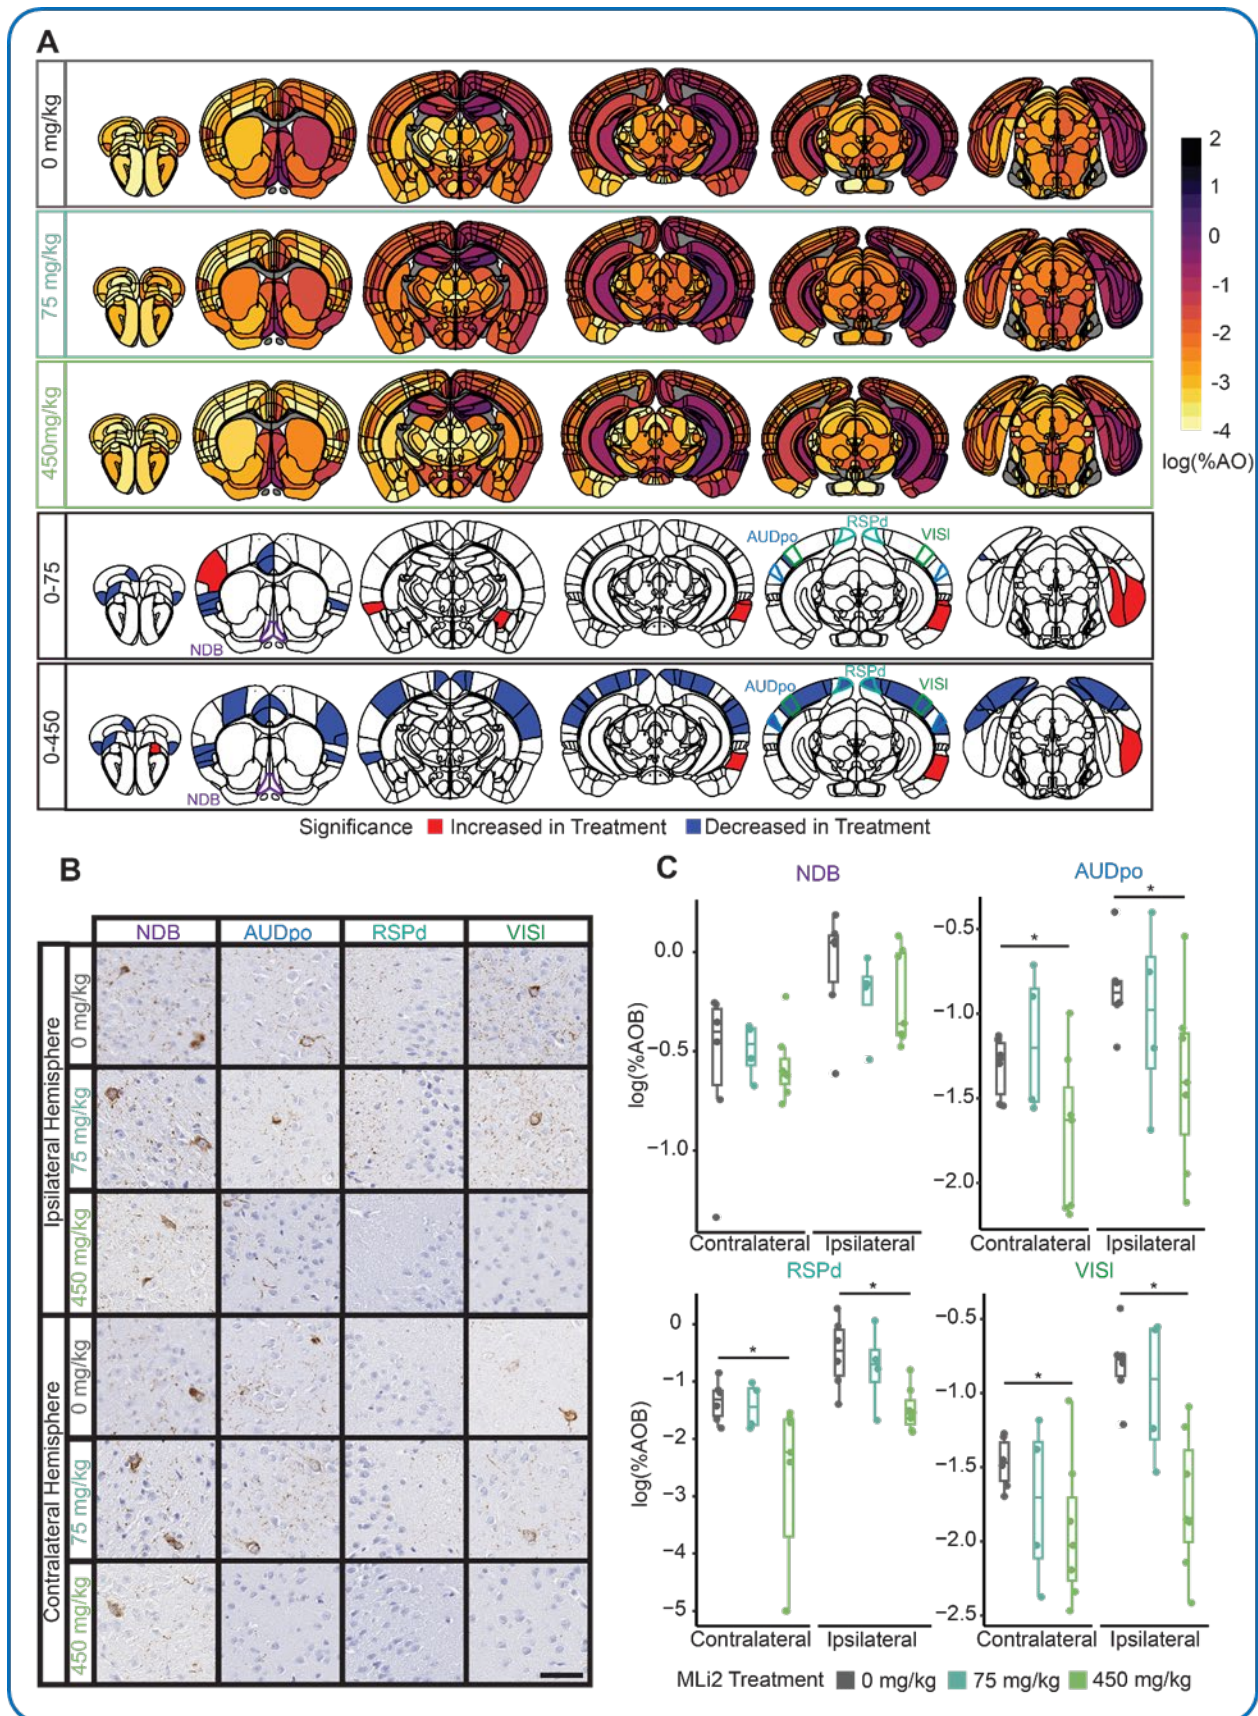 A
0 mg/kg
75 mg/kg
450mg/kg
0-75
0-450
2
1
0
-1
-2
-3
-4
log(%AO)
NDB
AUDpo
RSPd
VISl
NDB
AUDpo
RSPd
VISl
Significance Increased in Treatment Decreased in Treatment
B
NDB AUDpo RSPd VISl
Ipsilateral Hemisphere
0 mg/kg
75 mg/kg
450 mg/kg
Contralateral Hemisphere
0 mg/kg
75 mg/kg
450 mg/kg
C
NDB
log(%AOB)
0.0
−0.5
−1.0
Contralateral Ipsilateral
AUDpo
−0.5
−1.0
−1.5
−2.0
* *
Contralateral Ipsilateral
RSPd
log(%AOB)
0
−1
−2
−3
−4
−5
* *
Contralateral Ipsilateral
VISl
−0.5
−1.0
−1.5
−2.0
−2.5
* *
Contralateral Ipsilateral
MLi2 Treatment 0 mg/kg 75 mg/kg 450 mg/kg